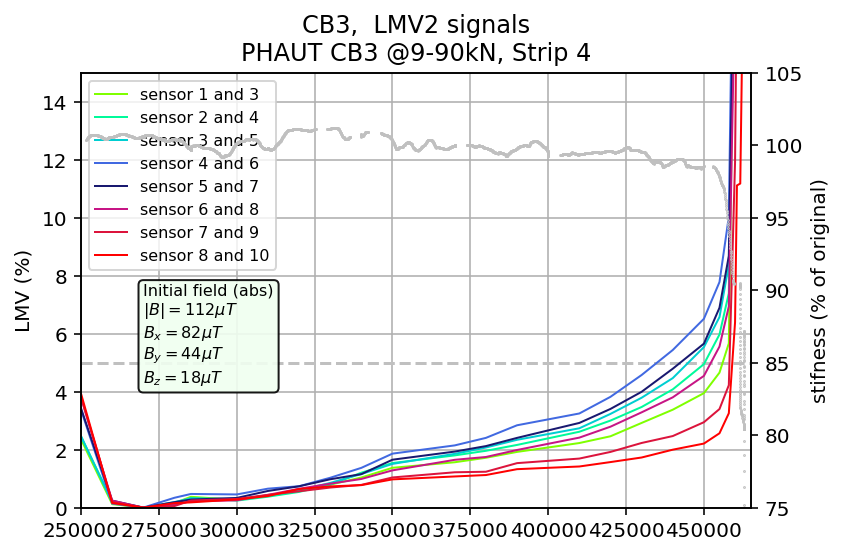 CB3, LMV2 signals
PHAUT CB3 @9-90kN, Strip 4
sensor 1 and 3
sensor 2 and 4
sensor 3 and 5
sensor 4 and 6
sensor 5 and 7
sensor 6 and 8
sensor 7 and 9
sensor 8 and 10
Initial field (abs)
|B| = 112μT
Bx = 82μT
By = 44μT
Bz = 18μT
LMV (%)
14
12
10
8
6
4
2
0
105
100
95
90
85
80
75
stifness (% of original)
250000 275000 300000 325000 350000 375000 400000 425000 450000